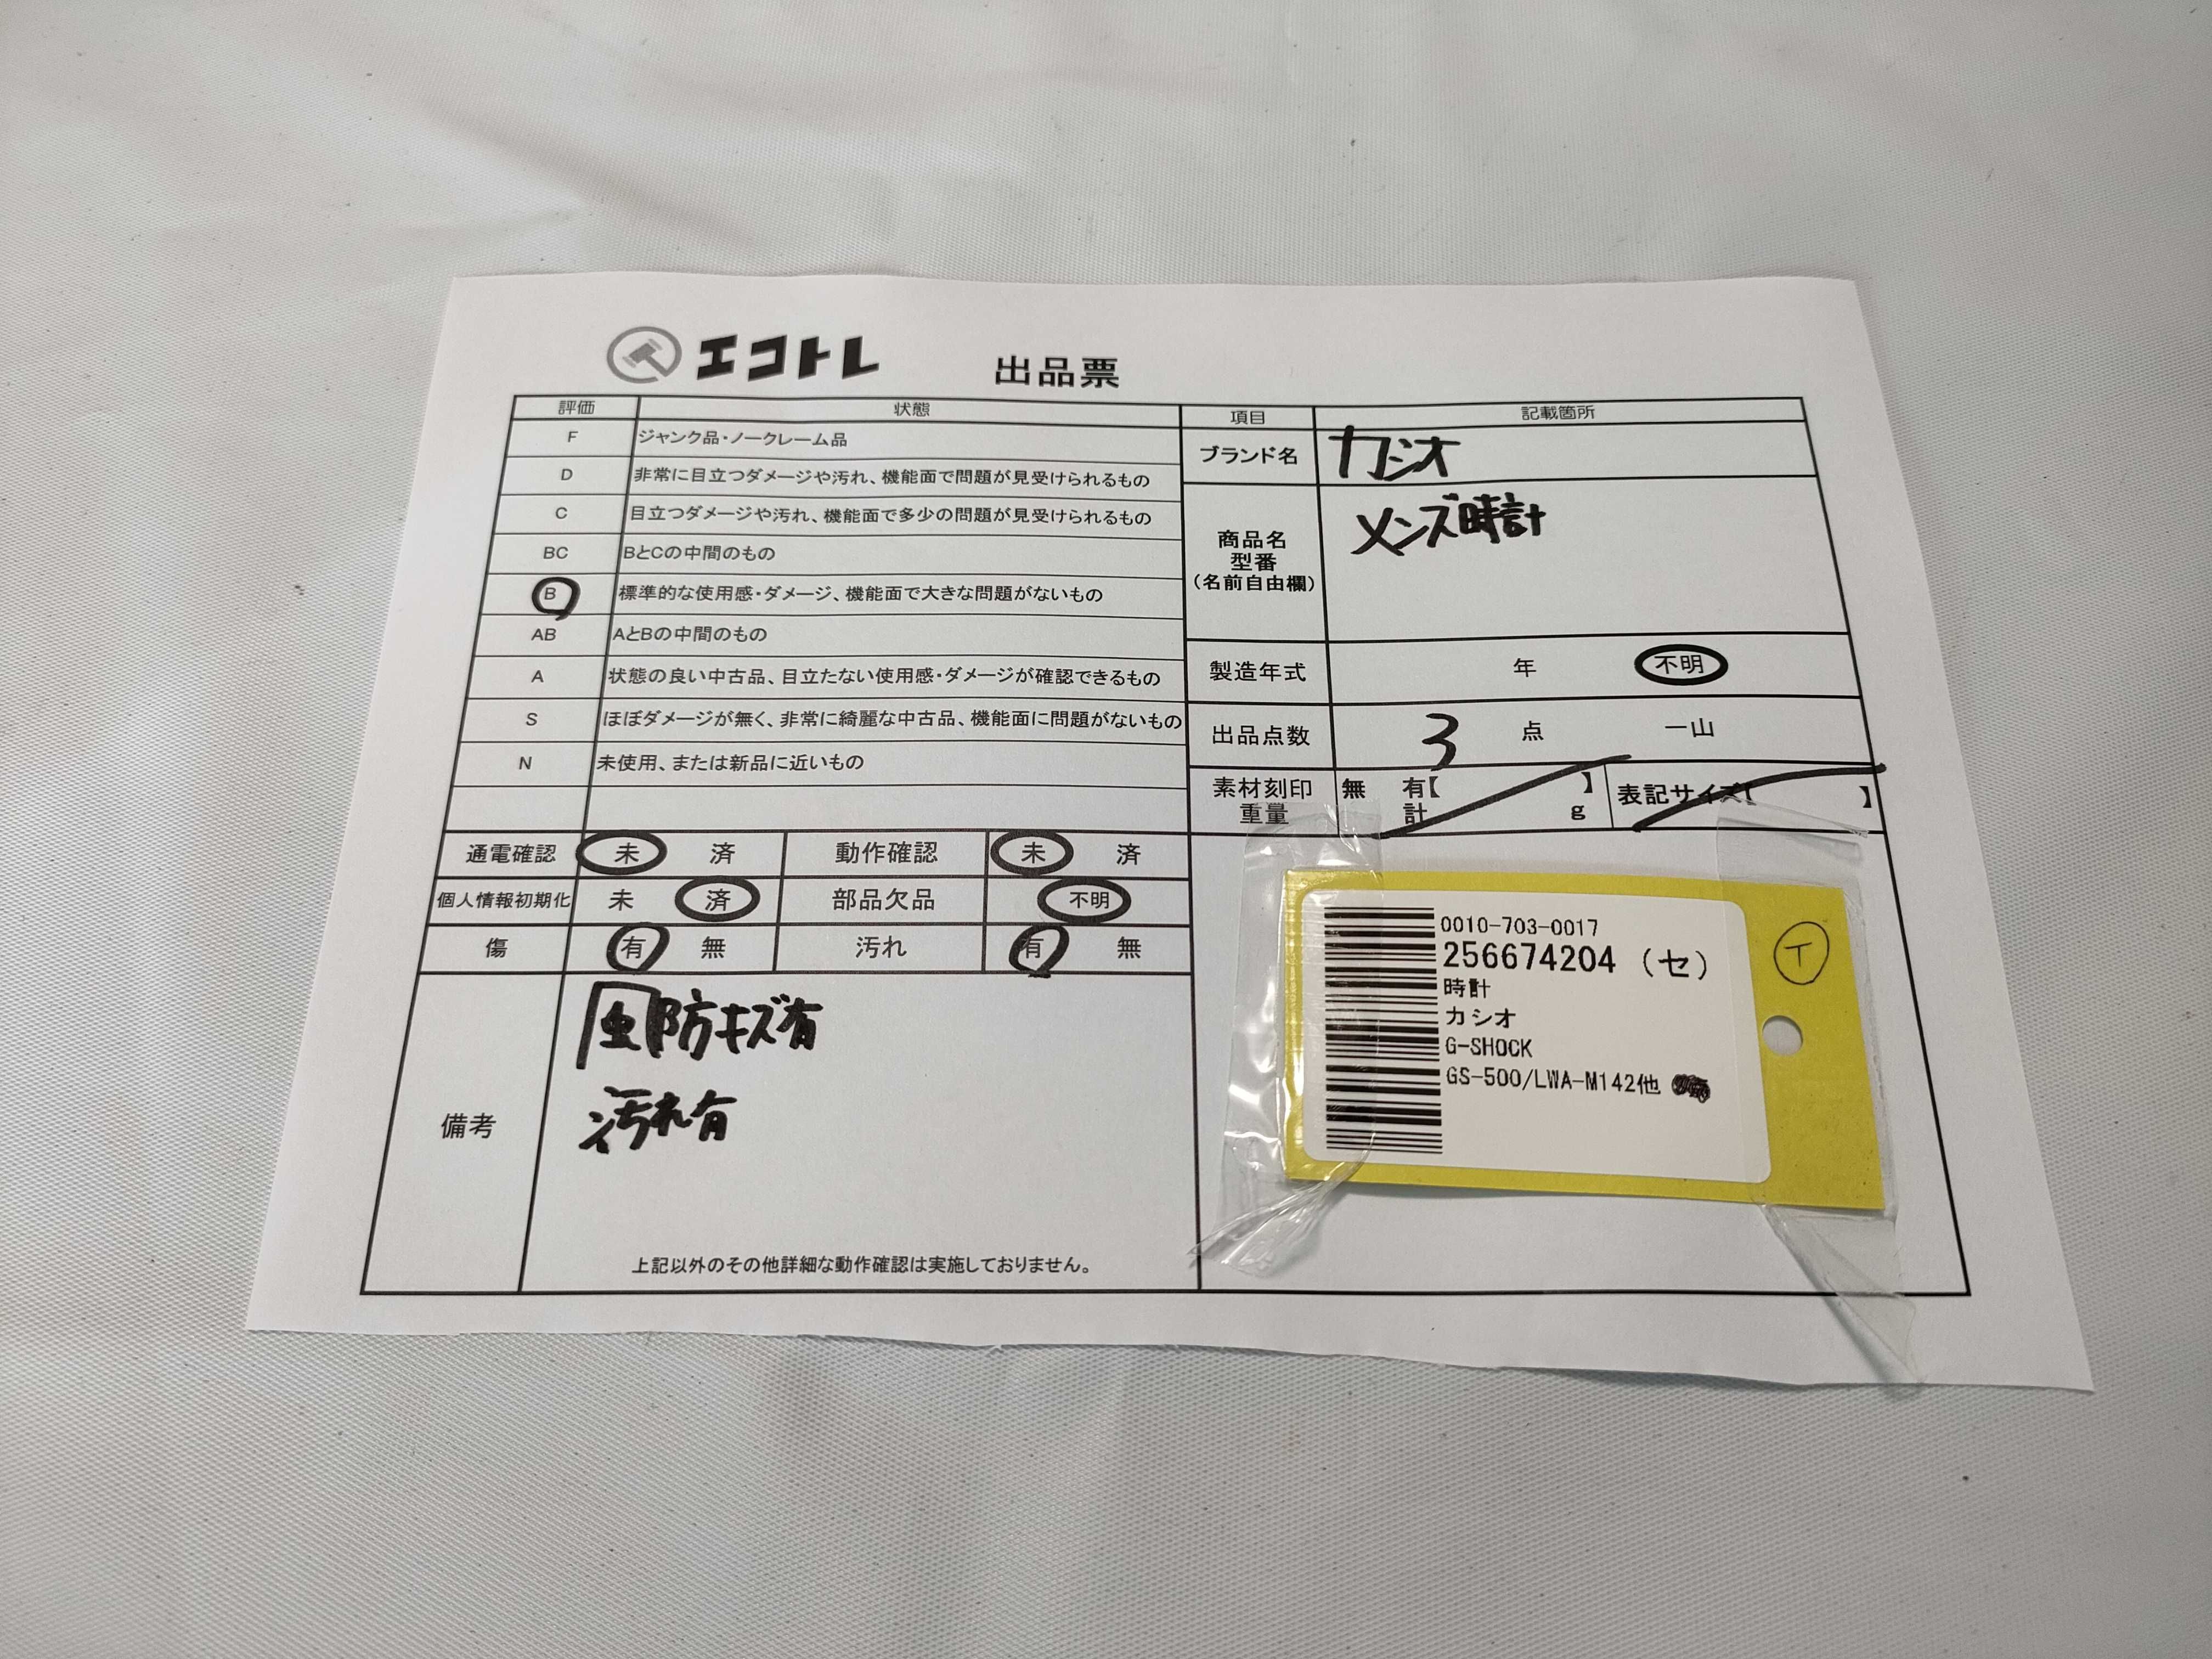 エコトレ 出品票
評価 状態
F ジャンク品・ノークレーム品
D 非常に目立つダメージや汚れ、機能面で問題が見受けられるもの
C 目立つダメージや汚れ、機能面で多少の問題が見受けられるもの
BC BとCの中間のもの
B 標準的な使用感・ダメージ、機能面で大きな問題がないもの
AB AとBの中間のもの
A 状態の良い中古品、目立たない使用感・ダメージが確認できるもの
S ほぼダメージが無く、非常に綺麗な中古品、機能面に問題がないもの
N 未使用、または新品に近いもの
項目 記載箇所
ブランド名 カシオ
商品名
型番
(名前自由欄)
メンズ時計
製造年式 年 不明
出品点数 3 点 一山
素材刻印 無 有【 】
重量 計 g
表記サイズ【 】
通電確認 未 済 動作確認 未 済
個人情報初期化 未 済 部品欠品 不明
傷 有 無 汚れ 有 無
備考
防キズ有
汚れ有
上記以外のその他詳細な動作確認は実施しておりません。
0010-703-0017
256674204 (セ)
時計
カシオ
G-SHOCK
GS-500/LWA-M142他
T